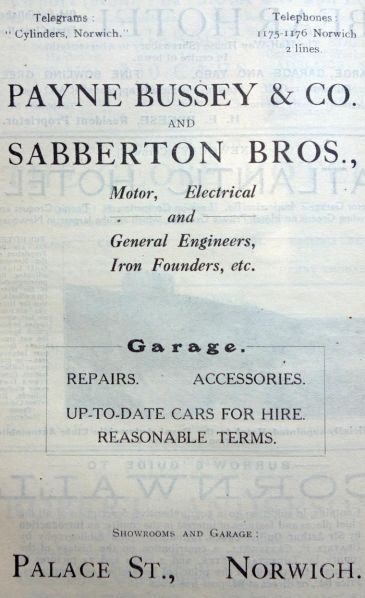 Telegrams : Telephones :
" Cylinders, Norwich." 1175-1176 Norwich
2 lines.
PAYNE BUSSEY & CO.
AND
SABBERTON BROS.,
Motor, Electrical
and
General Engineers,
Iron Founders, etc.
Garage.
REPAIRS. ACCESSORIES.
UP-TO-DATE CARS FOR HIRE.
REASONABLE TERMS.
SHOWROOMS AND GARAGE :
PALACE ST., NORWICH.